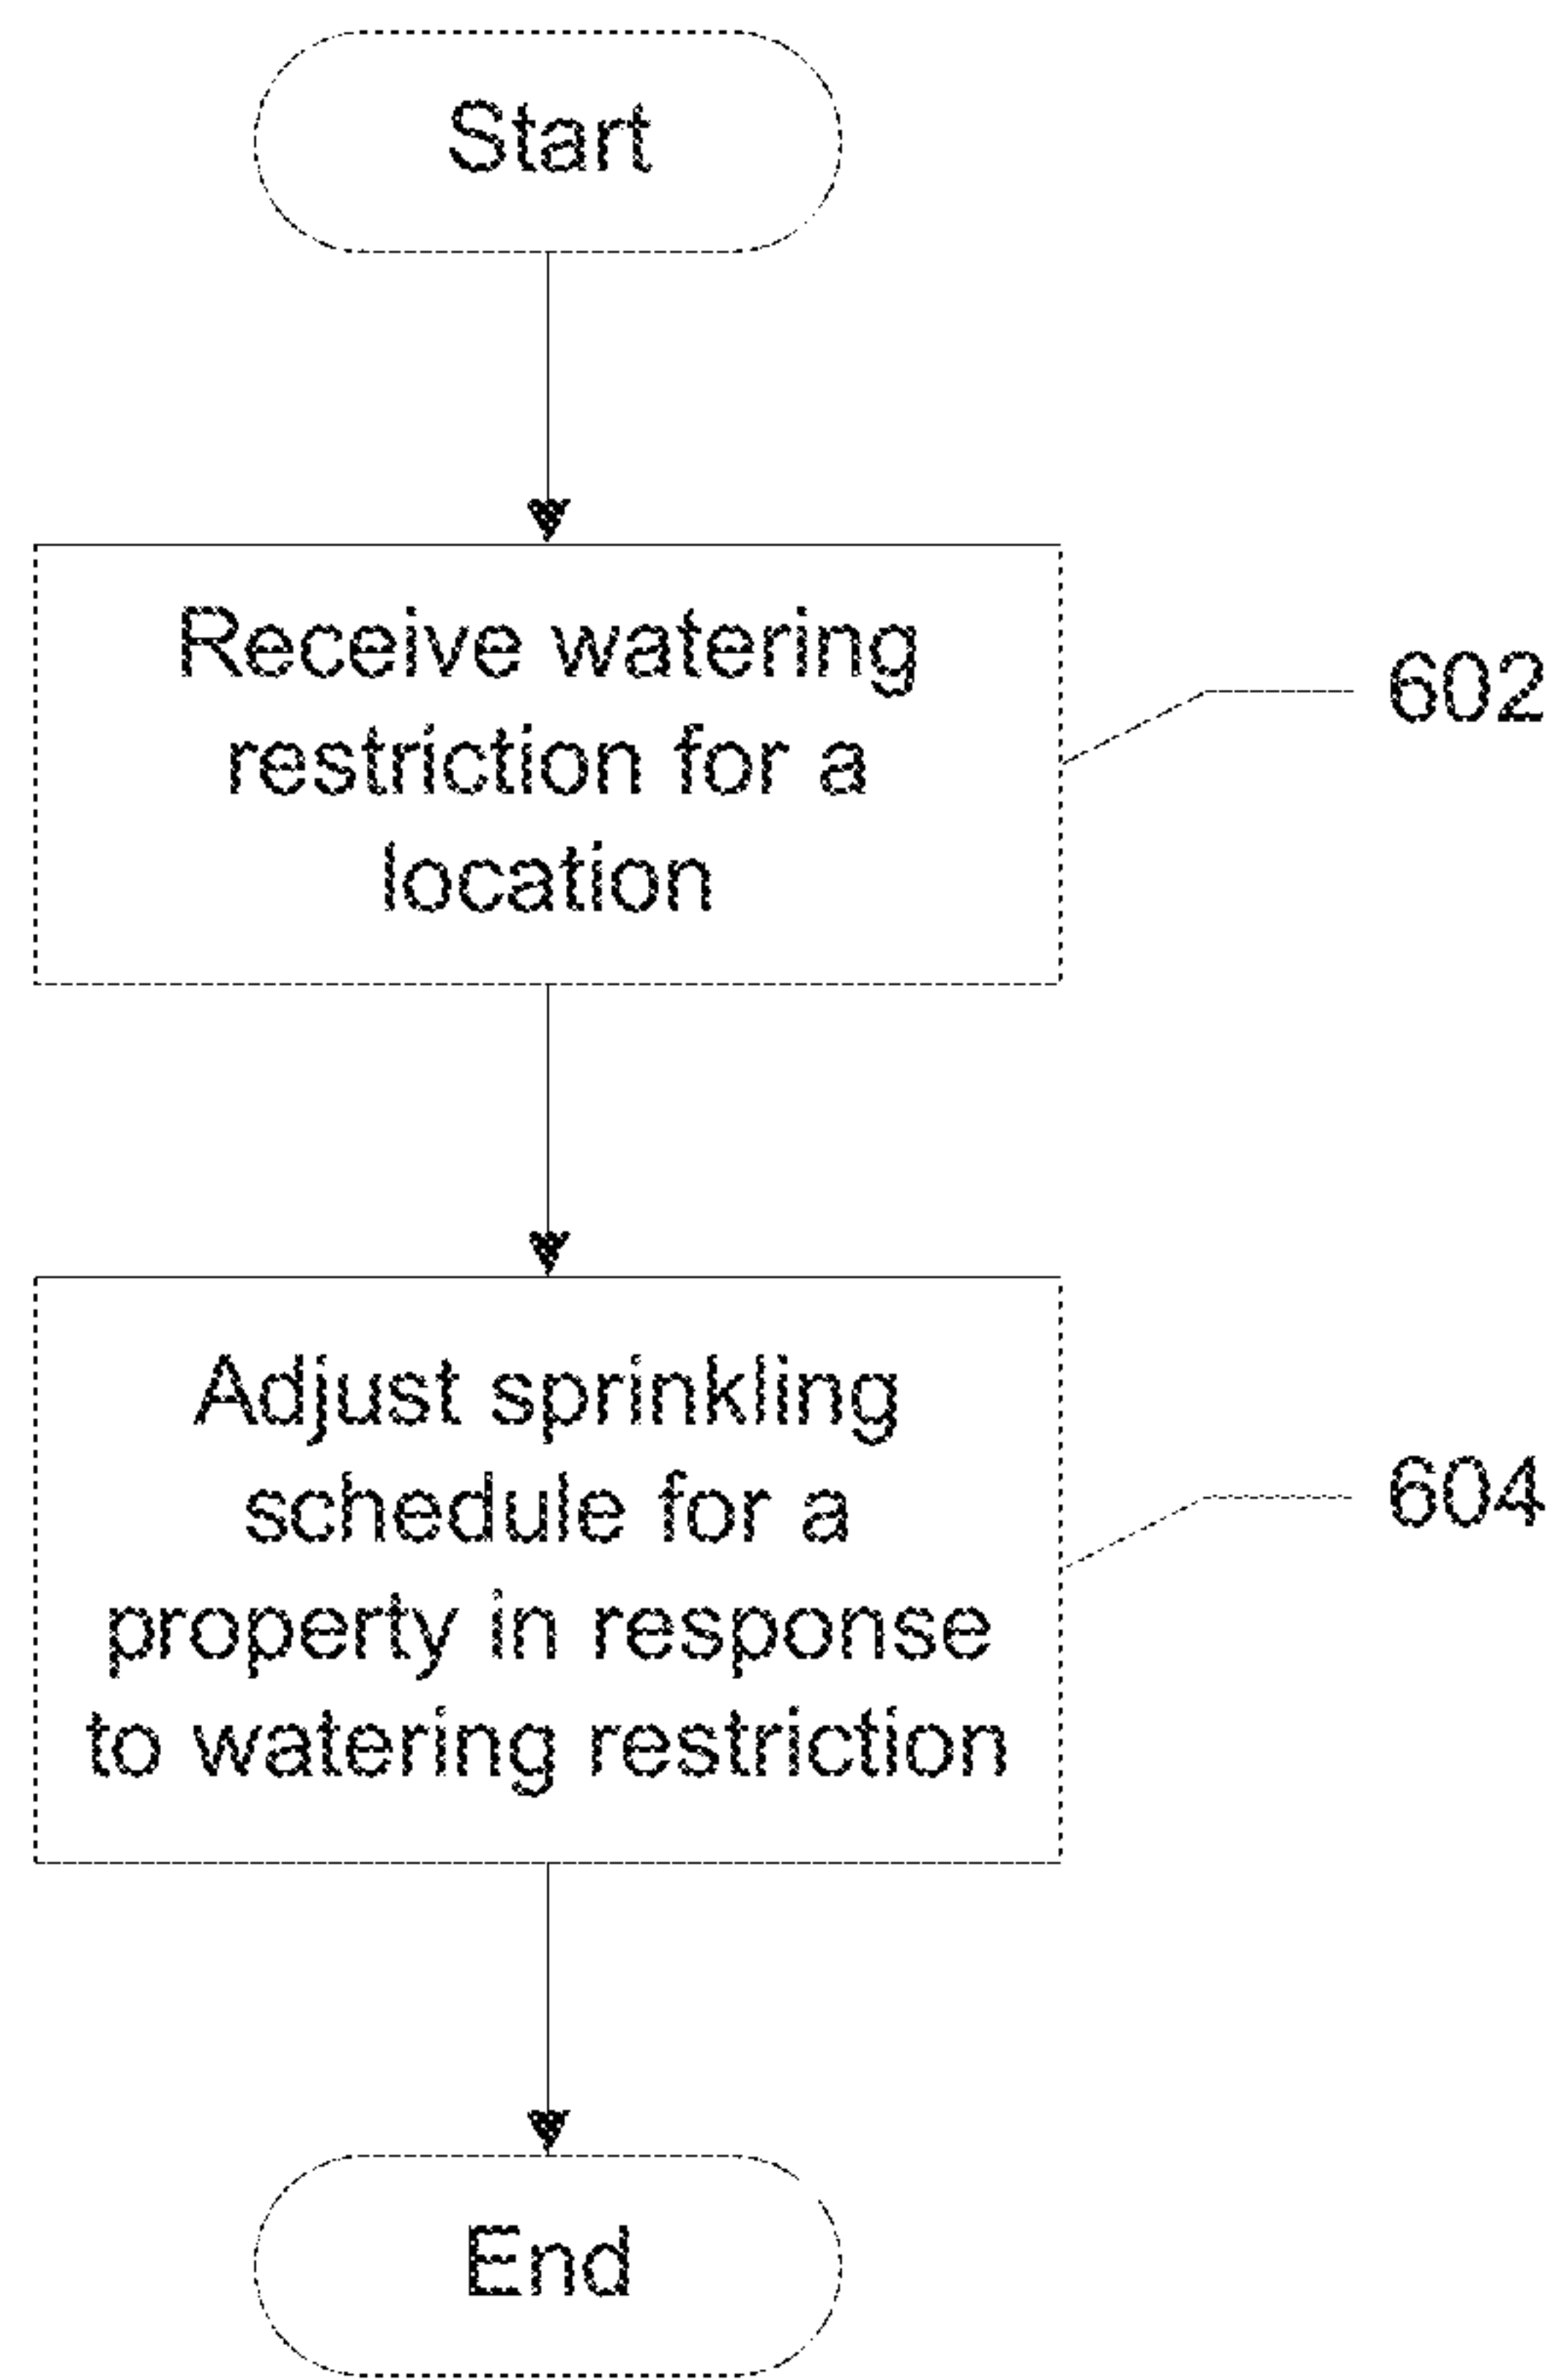 Start
Receive watering
restriction for a
location
602
Adjust sprinkling
schedule for a
property in response
to watering restriction
604
End